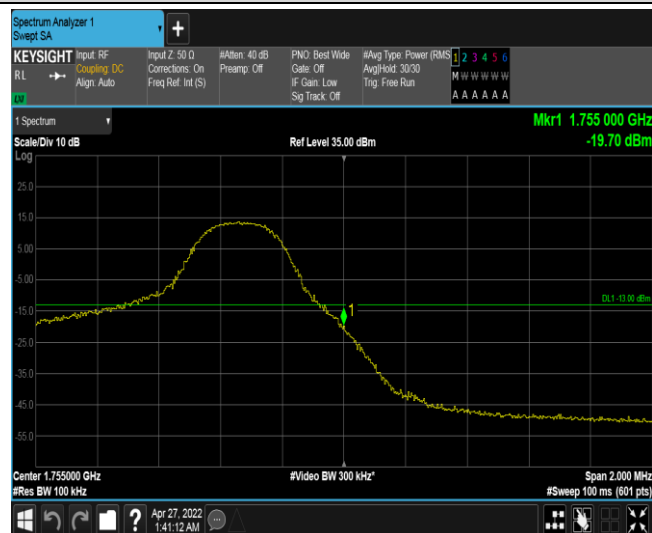 Spectrum Analyzer 1
Swept SA
+
KEYSIGHT Input: RF Input Z: 50 Ω #Atten: 40 dB PNO: Best Wide #Avg Type: Power (RMS 1 2 3 4 5 6
RL Coupling: DC Corrections: On Preamp: Off Gate: Off Avg|Hold: 30/30 M W W W W W
Align: Auto Freq Ref: Int (S) IF Gain: Low Trig: Free Run
Sig Track: Off A A A A A A
1 Spectrum
Mkr1 1.755 000 GHz
Scale/Div 10 dB Ref Level 35.00 dBm -19.70 dBm
Log
25.0
15.0
5.00
-5.00
DL1 -13.00 dBm
-15.0
1
-25.0
-35.0
-45.0
-55.0
Center 1.755000 GHz #Video BW 300 kHz* Span 2.000 MHz
#Res BW 100 kHz #Sweep 100 ms (601 pts)
? Apr 27, 2022
1:41:12 AM